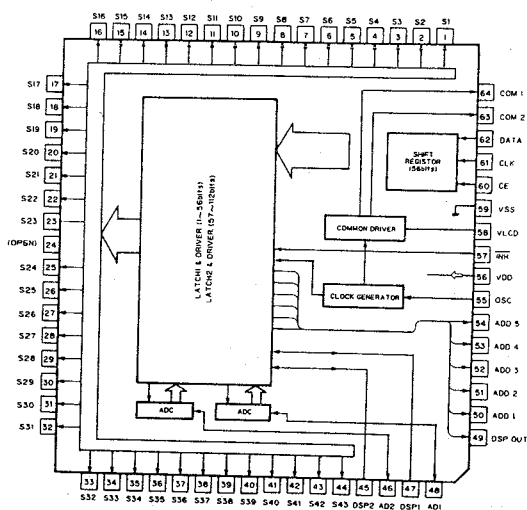 S16 S15 S14 S13 S12 S11 S10 S9 S8 S7 S6 S5 S4 S3 S2 S1
16 15 14 13 12 11 10 9 8 7 6 5 4 3 2 1
S17 17
S18 18
S19 19
S20 20
S21 21
S22 22
S23 23
(OPEN) 24
S24 25
S25 26
S26 27
S27 28
S28 29
S29 30
S30 31
S31 32
LATCH1 & DRIVER (1~56bits)
LATCH2 & DRIVER (57~112bits)
SHIFT
REGISTER
(56bits)
COMMON DRIVER
CLOCK GENERATOR
ADC
ADC
64 COM 1
63 COM 2
62 DATA
61 CLK
60 CE
59 VSS
58 VLCD
57 INH
56 VDD
55 OSC
54 ADD 5
53 ADD 4
52 ADD 3
51 ADD 2
50 ADD 1
49 DSP OUT
33 34 35 36 37 38 39 40 41 42 43 44 45 46 47 48
S32 S33 S34 S35 S36 S37 S38 S39 S40 S41 S42 S43 DSP2 AD2 DSP1 AD1